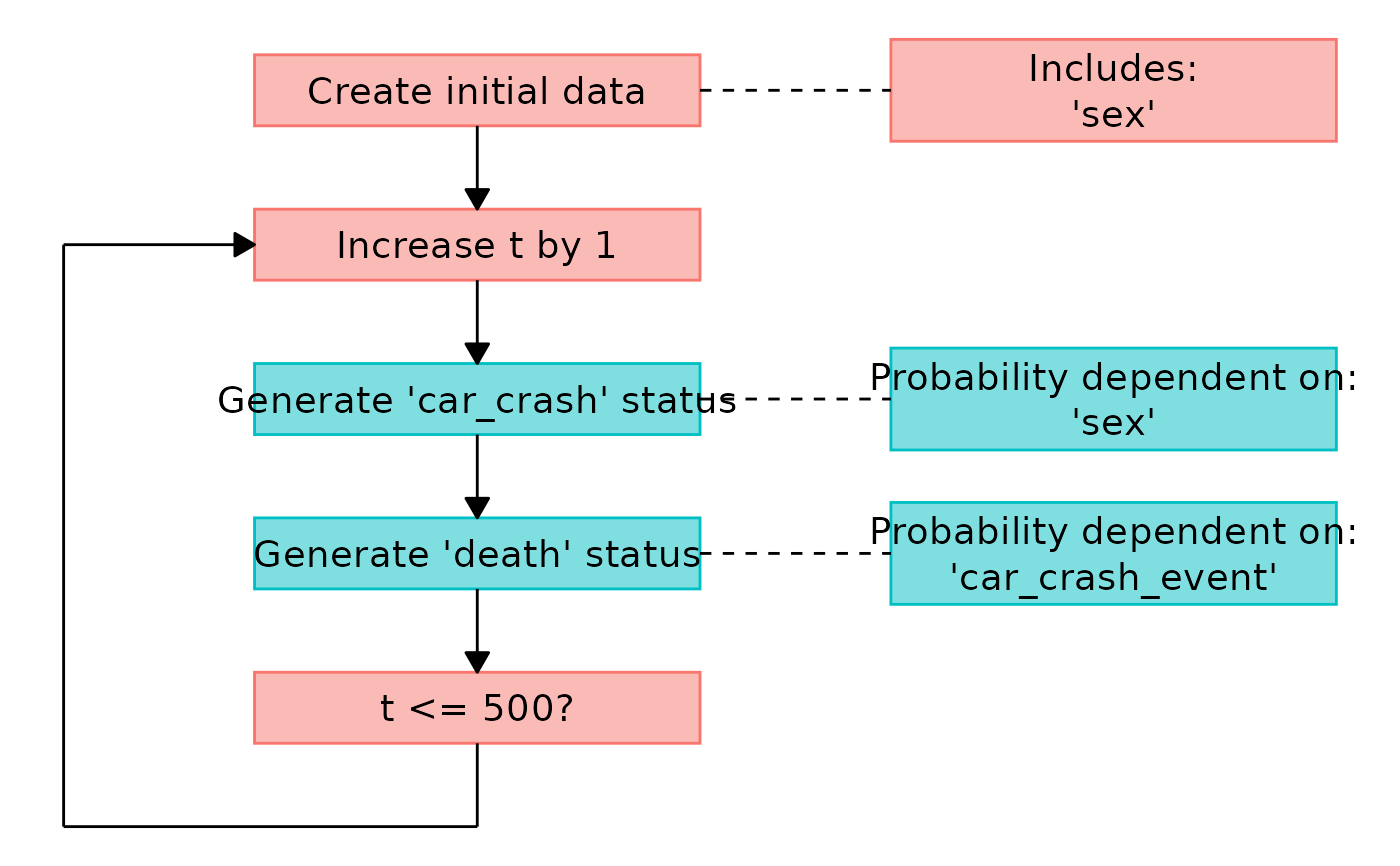 Create initial data
Includes:
'sex'
Increase t by 1
Generate 'car_crash' status
Probability dependent on:
'sex'
Generate 'death' status
Probability dependent on:
'car_crash_event'
t <= 500?